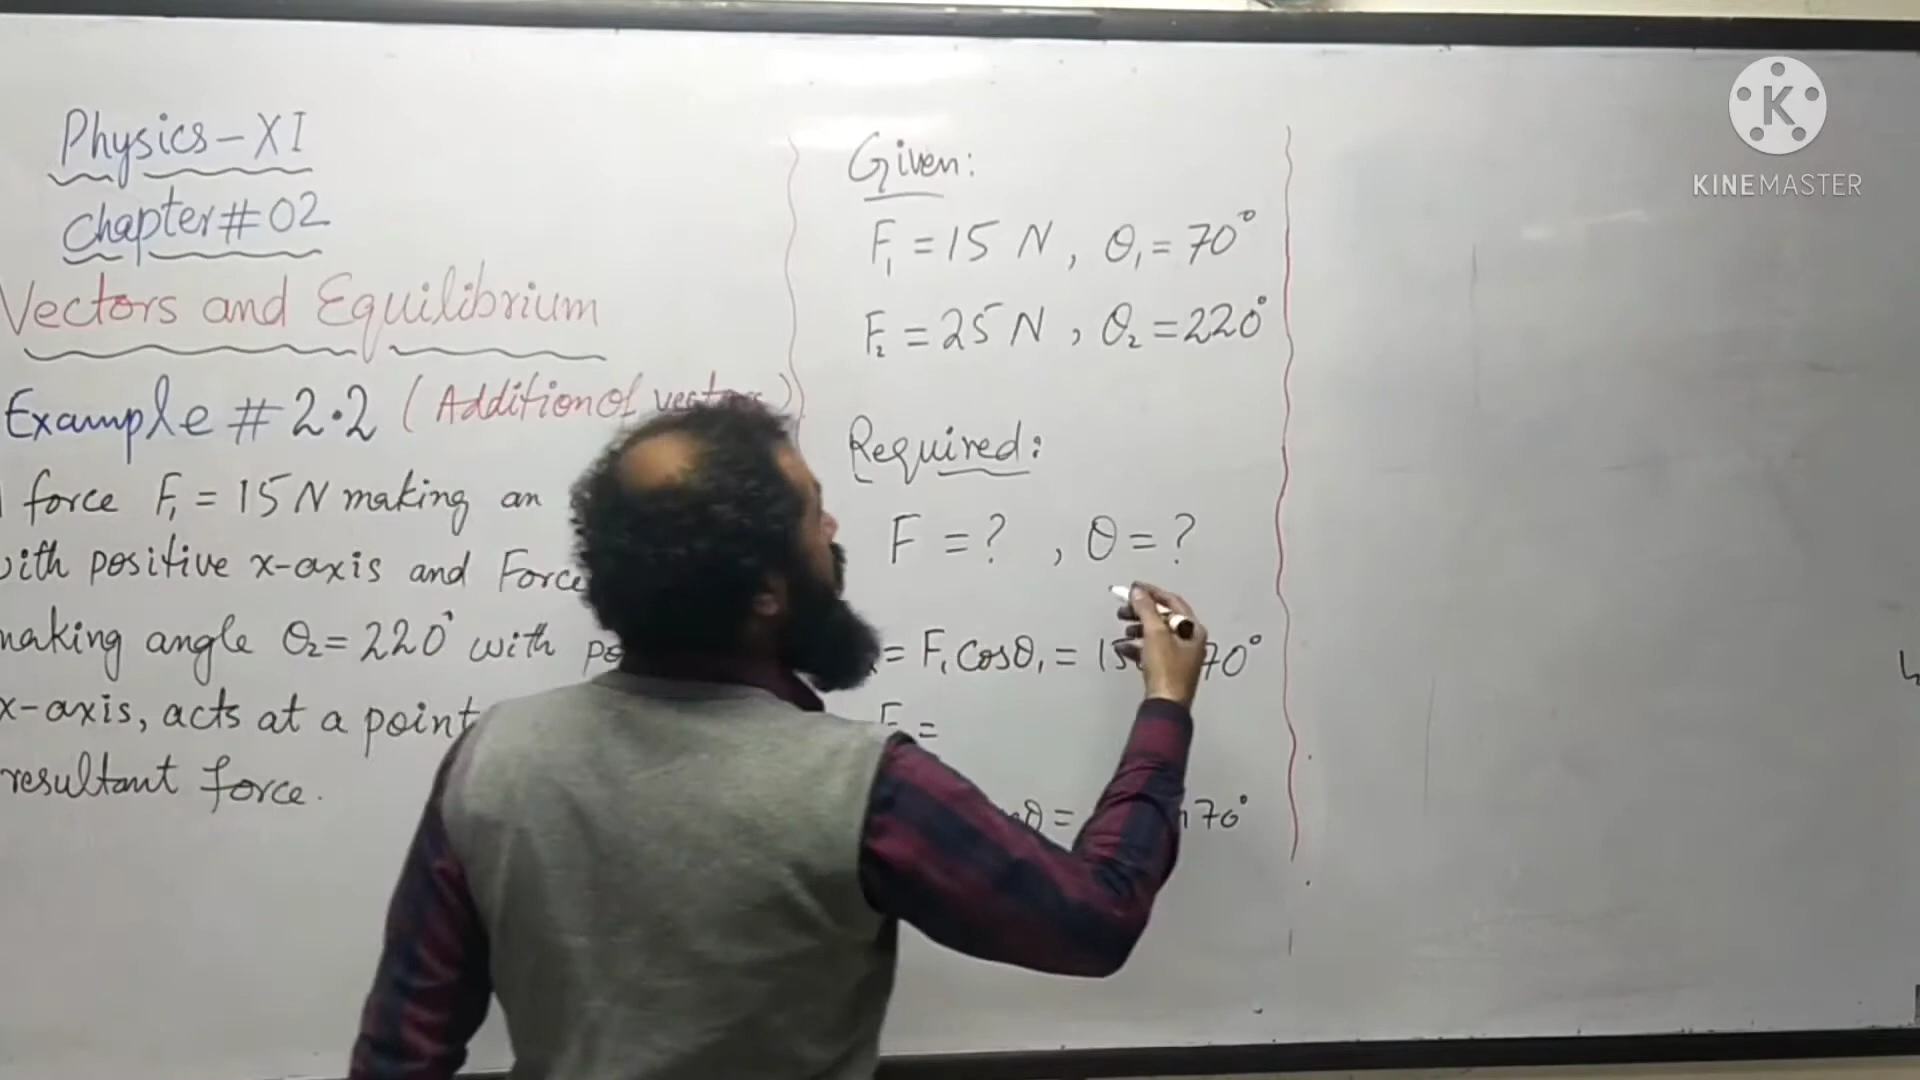 Physics-XI
Chapter#02
Vectors and Equilibrium
Example #2.2 (Addition of vectors)
force F₁ = 15 N making an
with positive x-axis and Force
making angle θ₂=220° with
x-axis, acts at a point
resultant force.
Given:
F₁ = 15 N, θ₁ = 70°
F₂ = 25 N, θ₂ = 220°
Required:
F = ? , θ = ?
= F₁ Cosθ₁ = 15 70°
=
θ = 70°
KINEMASTER